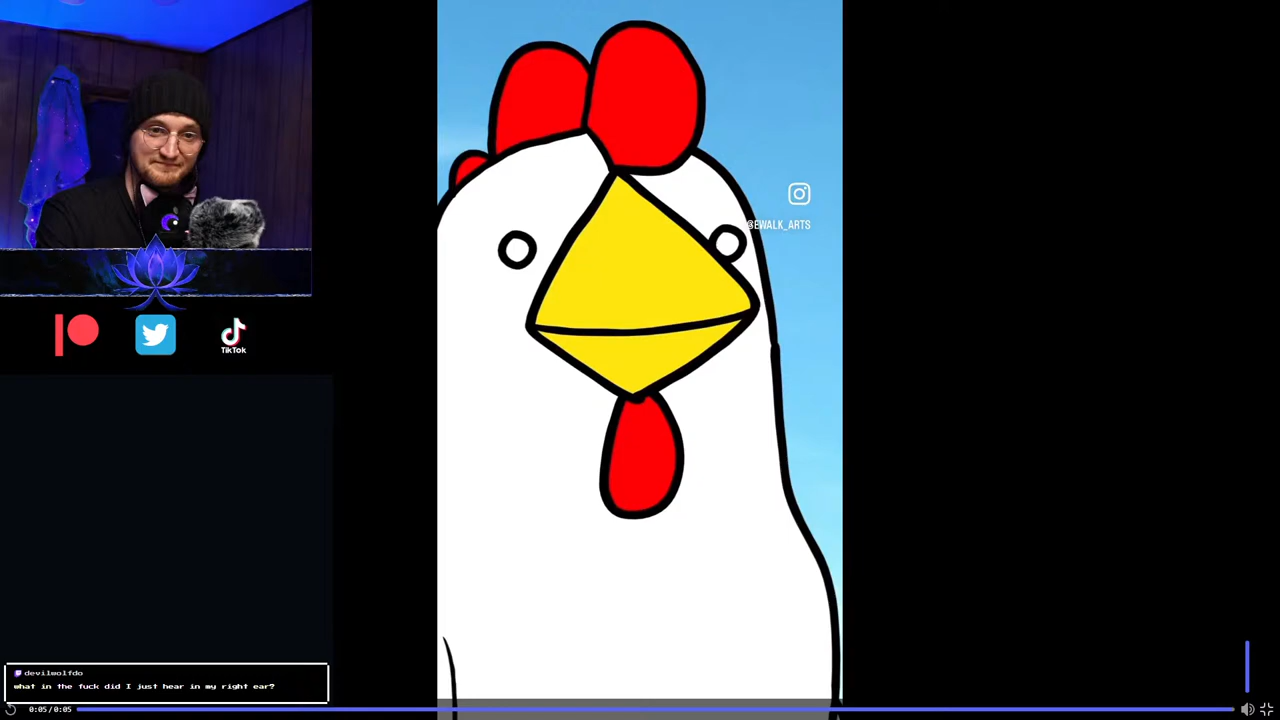 @EWALK_ARTS
TikTok
devilwolfdo
what in the fuck did I just hear in my right ear?
0:05/0:05